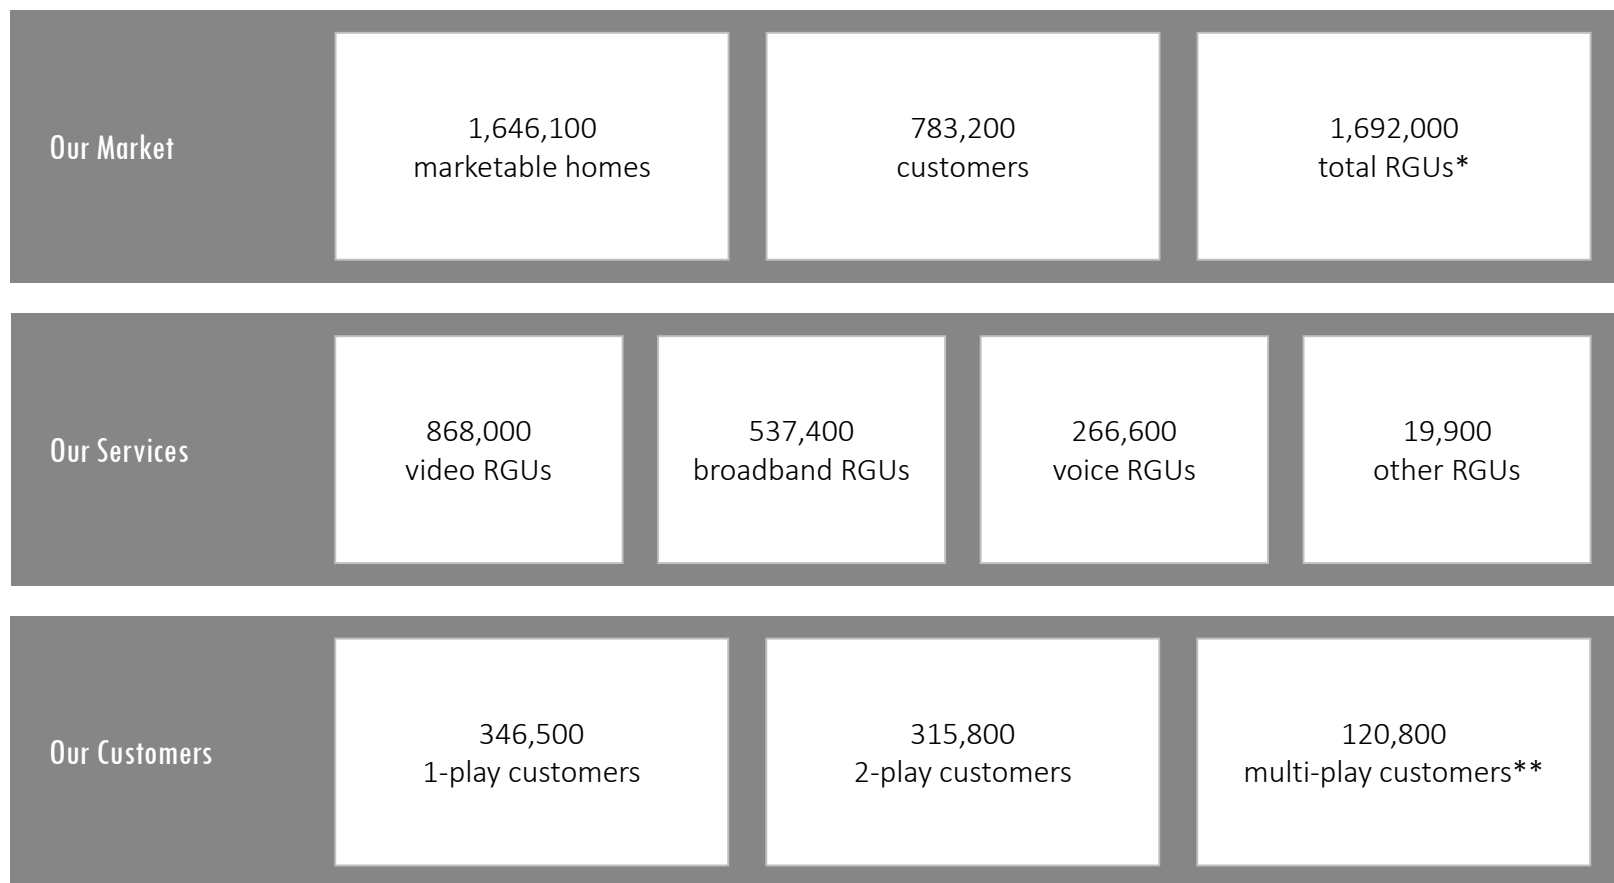 Our Market
1,646,100
marketable homes
783,200
customers
1,692,000
total RGUs*
Our Services
868,000
video RGUs
537,400
broadband RGUs
266,600
voice RGUs
19,900
other RGUs
Our Customers
346,500
1-play customers
315,800
2-play customers
120,800
multi-play customers**